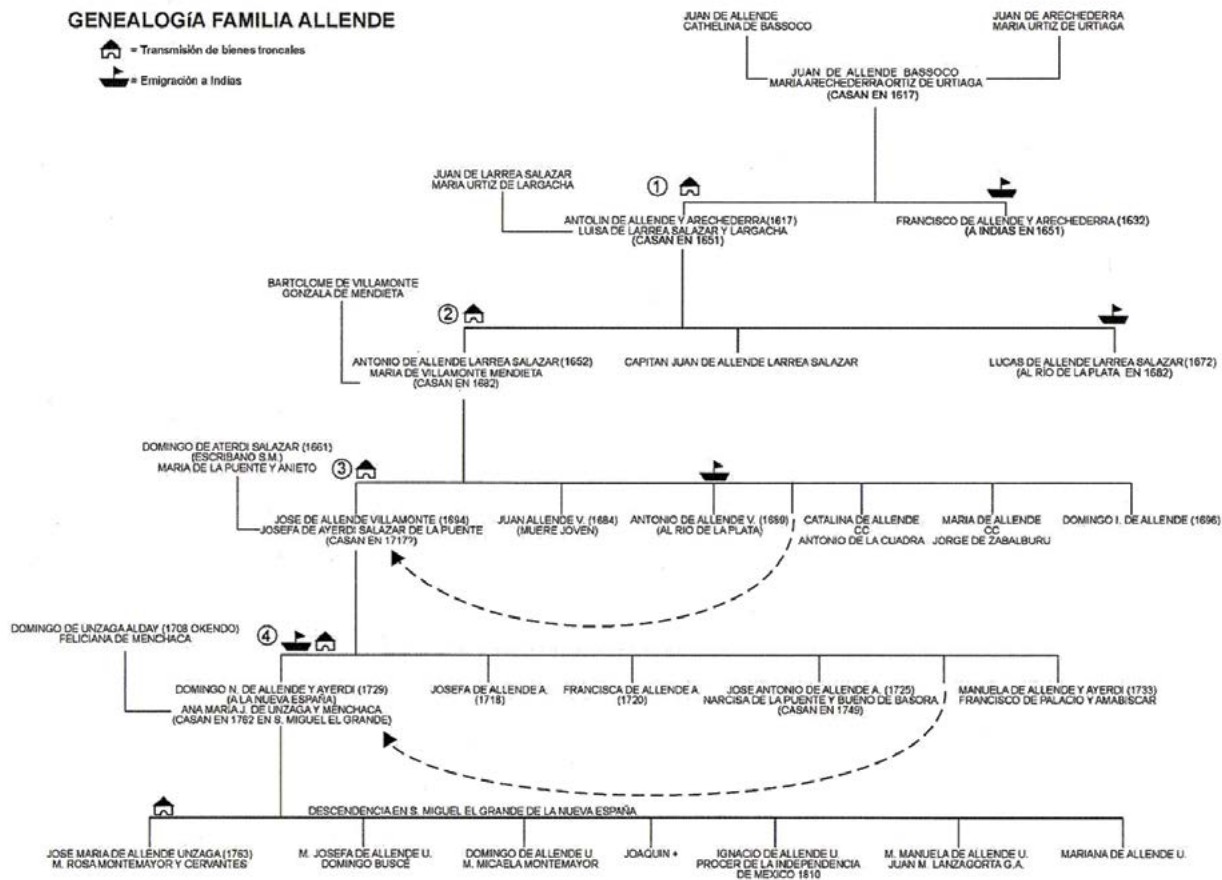 GENEALOGíA FAMILIA ALLENDE
= Transmisión de bienes troncales
= Emigración a Indias
JUAN DE ALLENDE
CATHELINA DE BASSOCO
JUAN DE ARECHEDERRA
MARIA URTIZ DE URTIAGA
JUAN DE ALLENDE BASSOCO
MARIA ARECHEDERRA ORTIZ DE URTIAGA
(CASAN EN 1617)
JUAN DE LARREA SALAZAR
MARIA URTIZ DE LARGACHA
1
ANTOLIN DE ALLENDE Y ARECHEDERRA(1617)
LUISA DE LARREA SALAZAR Y LARGACHA
(CASAN EN 1651)
FRANCISCO DE ALLENDE Y ARECHEDERRA (1632)
(A INDIAS EN 1651)
BARTCLOME DE VILLAMONTE
GONZALA DE MENDIETA
2
ANTONIO DE ALLENDE LARREA SALAZAR (1652)
MARIA DE VILLAMONTE MENDIETA
(CASAN EN 1682)
CAPITAN JUAN DE ALLENDE LARREA SALAZAR
LUCAS DE ALLENDE LARREA SALAZAR (1672)
(AL RIO DE LA PLATA EN 1682)
DOMINGO DE ATERDI SALAZAR (1661)
(ESCRIBANO S.M.)
MARIA DE LA PUENTE Y ANIETO
3
JOSE DE ALLENDE VILLAMONTE (1694)
JOSEFA DE AYERDI SALAZAR DE LA PUENTE
(CASAN EN 1717?)
JUAN ALLENDE V. (1684)
(MUERE JOVEN)
ANTONIO DE ALLENDE V. (1689)
(AL RIO DE LA PLATA)
CATALINA DE ALLENDE
CC
ANTONIO DE LA CUADRA
MARIA DE ALLENDE
CC
JORGE DE ZABALBURU
DOMINGO I. DE ALLENDE (1696)
DOMINGO DE UNZAGA ALDAY (1708 OKENDO)
FELICIANA DE MENCHACA
4
DOMINGO N. DE ALLENDE Y AYERDI (1729)
(A LA NUEVA ESPAÑA)
ANA MARIA J. DE UNZAGA Y MENCHACA
(CASAN EN 1762 EN S. MIGUEL EL GRANDE)
JOSEFA DE ALLENDE A.
(1718)
FRANCISCA DE ALLENDE A.
(1720)
JOSE ANTONIO DE ALLENDE A. (1725)
NARCISA DE LA PUENTE Y BUENO DE BASORA
(CASAN EN 1749)
MANUELA DE ALLENDE Y AYERDI (1733)
FRANCISCO DE PALACIO Y AMABISCAR
DESCENDENCIA EN S. MIGUEL EL GRANDE DE LA NUEVA ESPAÑA
JOSE MARIA DE ALLENDE UNZAGA (1763)
M. ROSA MONTEMAYOR Y CERVANTES
M. JOSEFA DE ALLENDE U.
DOMINGO BUSCE
DOMINGO DE ALLENDE U
M. MICAELA MONTEMAYOR
JOAQUIN +
IGNACIO DE ALLENDE U
PROCER DE LA INDEPENDENCIA
DE MEXICO 1810
M. MANUELA DE ALLENDE U.
JUAN M. LANZAGORTA G.A.
MARIANA DE ALLENDE U.